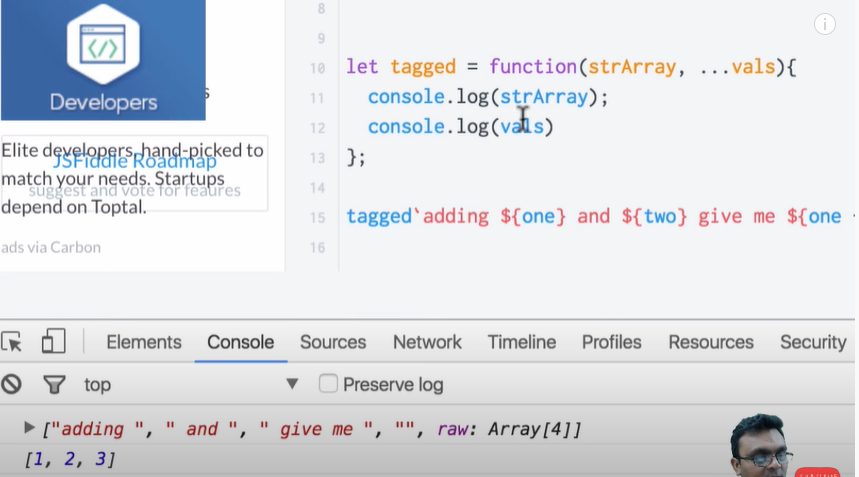 Developers
s
Elite developers, hand-picked to
JSFiddle Roadmap
match your needs. Startups
suggest and vote for features
depend on Toptal.
ads via Carbon
8
9
10 let tagged = function(strArray, ...vals){
11 console.log(strArray);
12 console.log(vals)
13 };
14
15 tagged`adding ${one} and ${two} give me ${one
16
Elements Console Sources Network Timeline Profiles Resources Security
top Preserve log
["adding ", " and ", " give me ", "", raw: Array[4]]
[1, 2, 3]